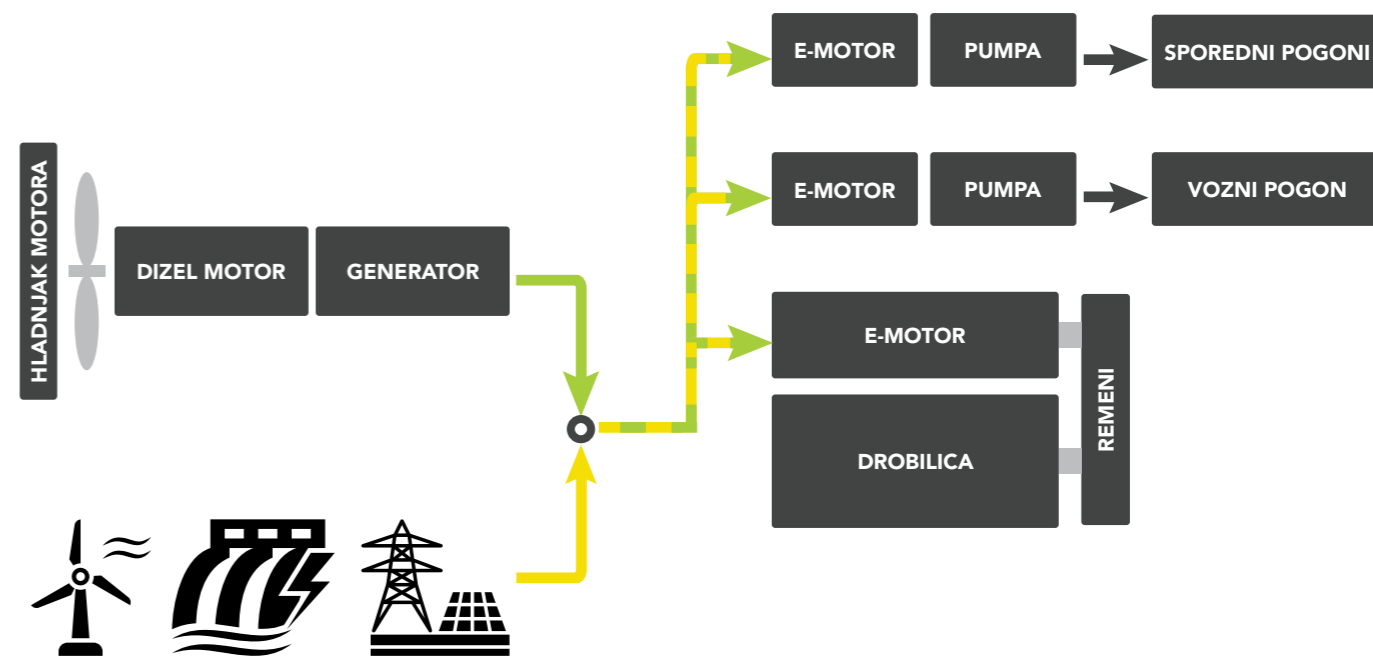 E-MOTOR
PUMPA
SPOREDNI POGONI
HLADNJAK MOTORA
E-MOTOR
PUMPA
VOZNI POGON
DIZEL MOTOR
GENERATOR
E-MOTOR
REMENI
DROBILICA